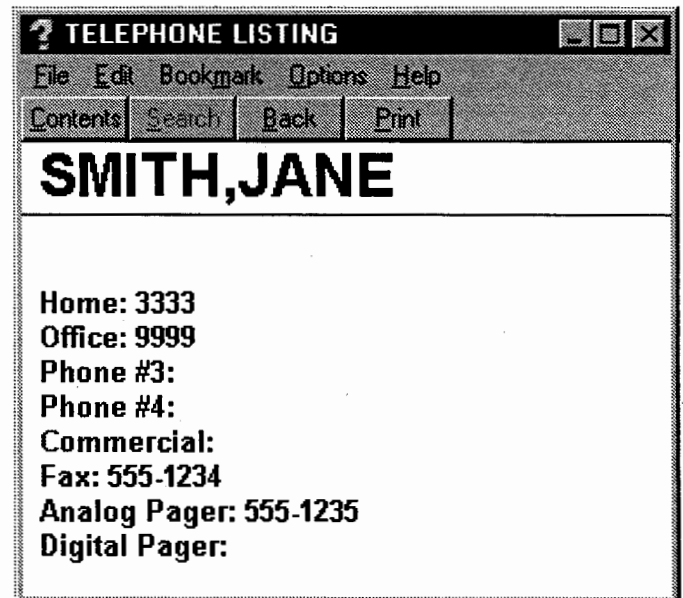 ? TELEPHONE LISTING
File Edit Bookmark Options Help
Contents Search Back Print
SMITH,JANE
Home: 3333
Office: 9999
Phone #3:
Phone #4:
Commercial:
Fax: 555-1234
Analog Pager: 555-1235
Digital Pager: